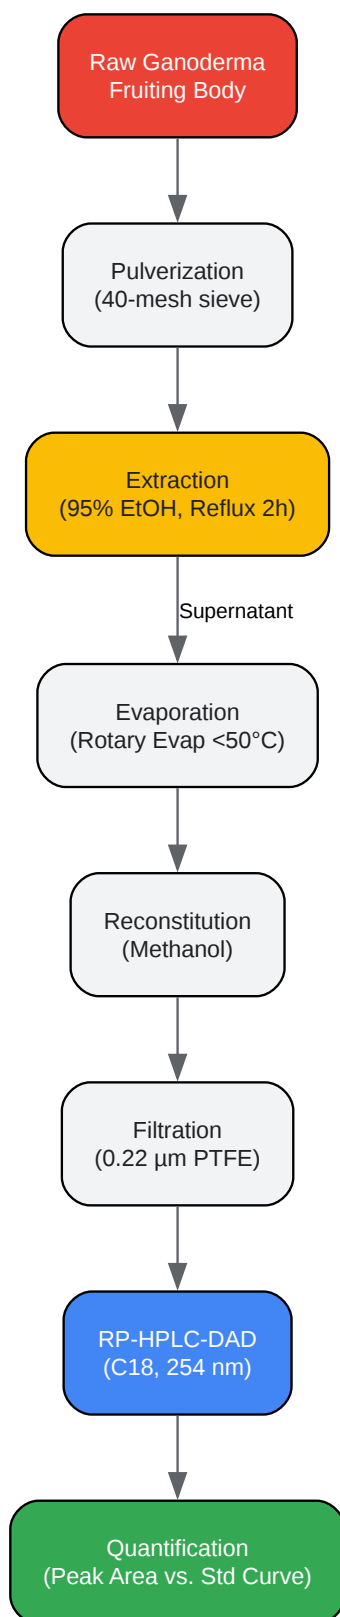 Raw Ganoderma
Fruiting Body
Pulverization
(40-mesh sieve)
Extraction
(95% EtOH, Reflux 2h)
Supernatant
Evaporation
(Rotary Evap <50°C)
Reconstitution
(Methanol)
Filtration
(0.22 µm PTFE)
RP-HPLC-DAD
(C18, 254 nm)
Quantification
(Peak Area vs. Std Curve)